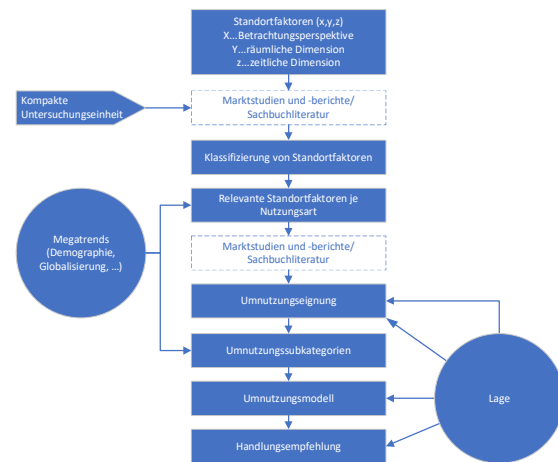 Standortfaktoren (x,y,z)
X...Betrachtungsperspektive
Y...räumliche Dimension
z...zeitliche Dimension
Kompakte
Untersuchungseinheit
Marktstudien und -berichte/
Sachbuchliteratur
Klassifizierung von Standortfaktoren
Relevante Standortfaktoren je
Nutzungsart
Megatrends
(Demographie,
Globalisierung, ...)
Marktstudien und -berichte/
Sachbuchliteratur
Umnutzungseignung
Umnutzungssubkategorien
Umnutzungsmodell
Lage
Handlungsempfehlung